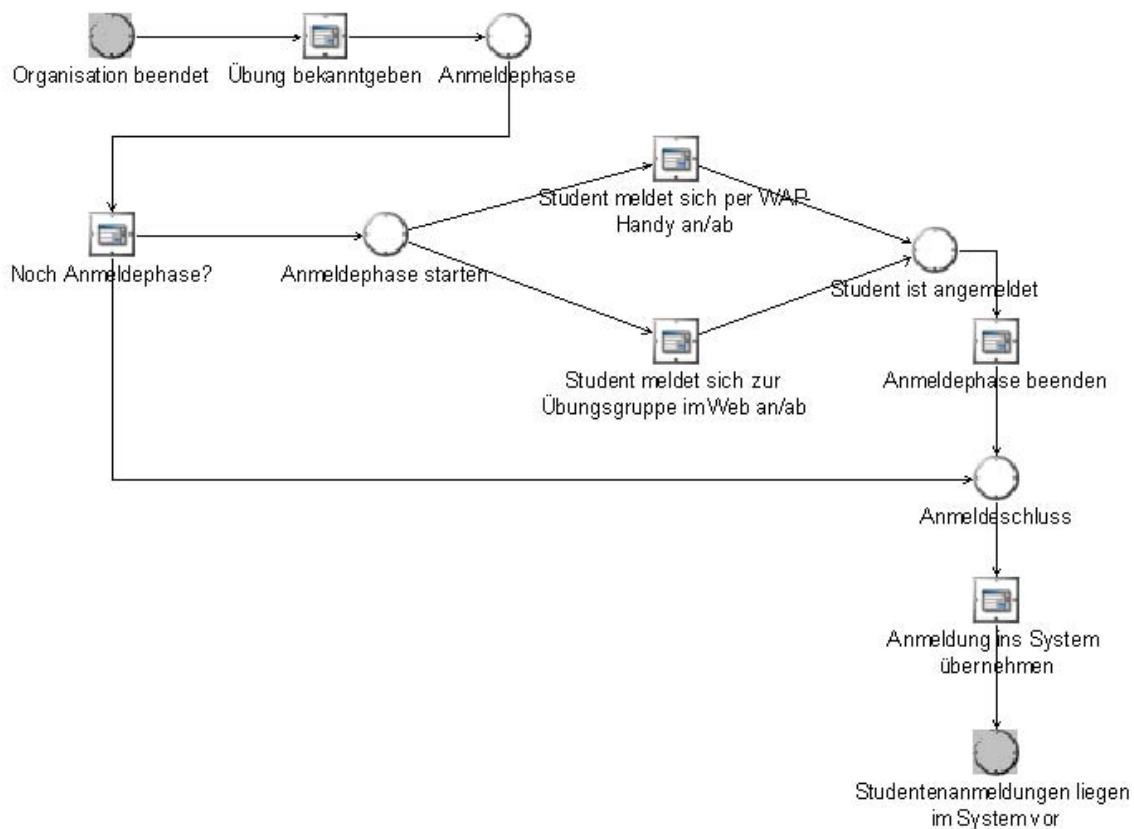 Organisation beendet
Übung bekanntgeben
Anmeldephase
Student meldet sich per WAP-
Handy an/ab
Noch Anmeldephase?
Anmeldephase starten
Student ist angemeldet
Student meldet sich zur
Übungsgruppe im Web an/ab
Anmeldephase beenden
Anmeldeschluss
Anmeldung ins System
übernehmen
Studentenanmeldungen liegen
im System vor